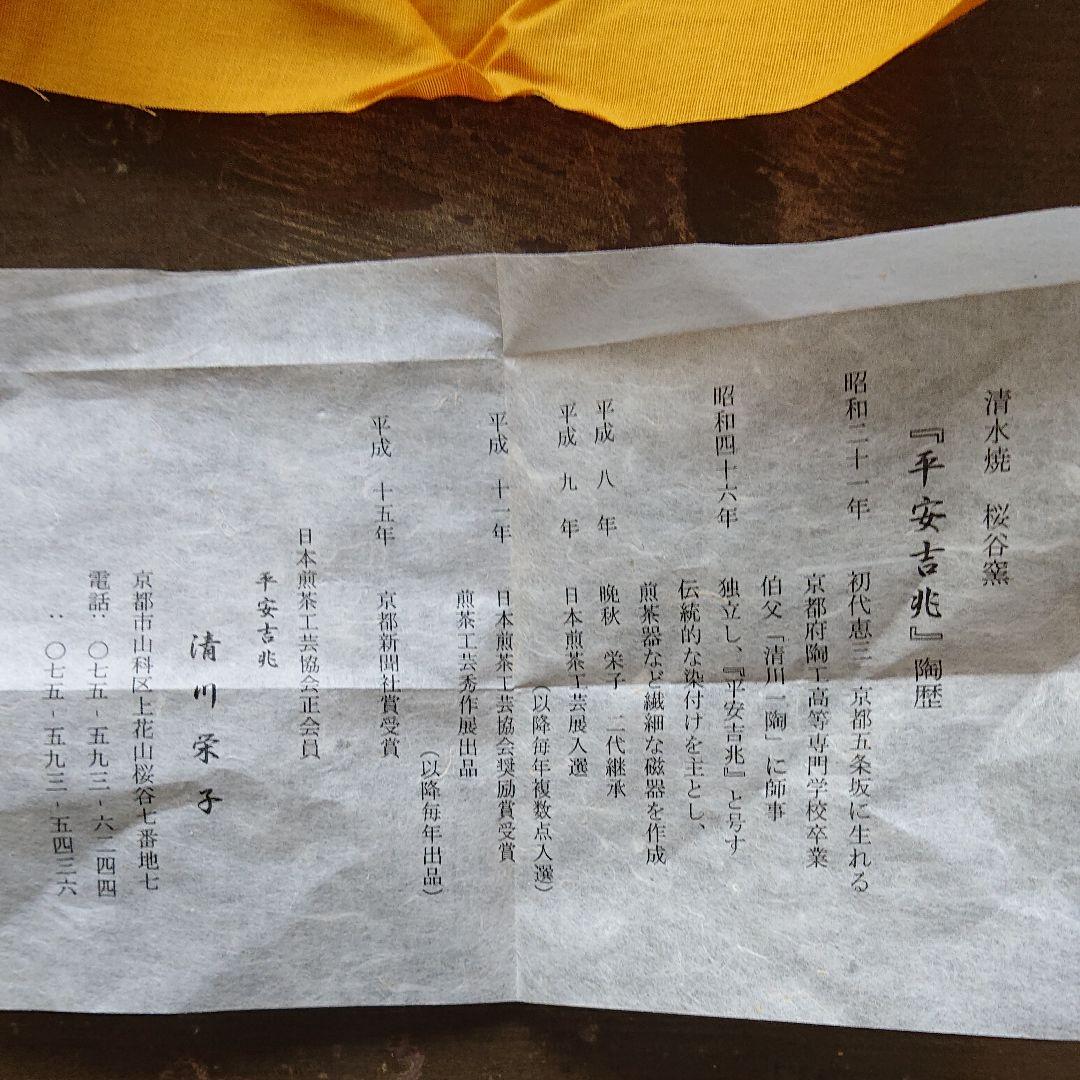 清水焼 桜谷窯
『平安吉兆』陶歴
昭和二十一年 初代恵三 京都五条坂に生れる
京都府陶工高等専門学校卒業
伯父「清川一陶」に師事
昭和四十六年 独立し、『平安吉兆』と号す
伝統的な染付けを主とし、
煎茶器など繊細な磁器を作成
平成 八 年 晩秋 栄子 二代継承
平成 九 年 日本煎茶工芸展入選
(以降毎年複数点入選)
平成 十一年 日本煎茶工芸協会奨励賞受賞
煎茶工芸秀作展出品
(以降毎年出品)
平成 十五年 京都新聞社賞受賞
日本煎茶工芸協会正会員
平安吉兆
清川栄子
京都市山科区上花山桜谷七番地七
電話:〇七五-五九三-六二四四
:〇七五-五九三-五四三六